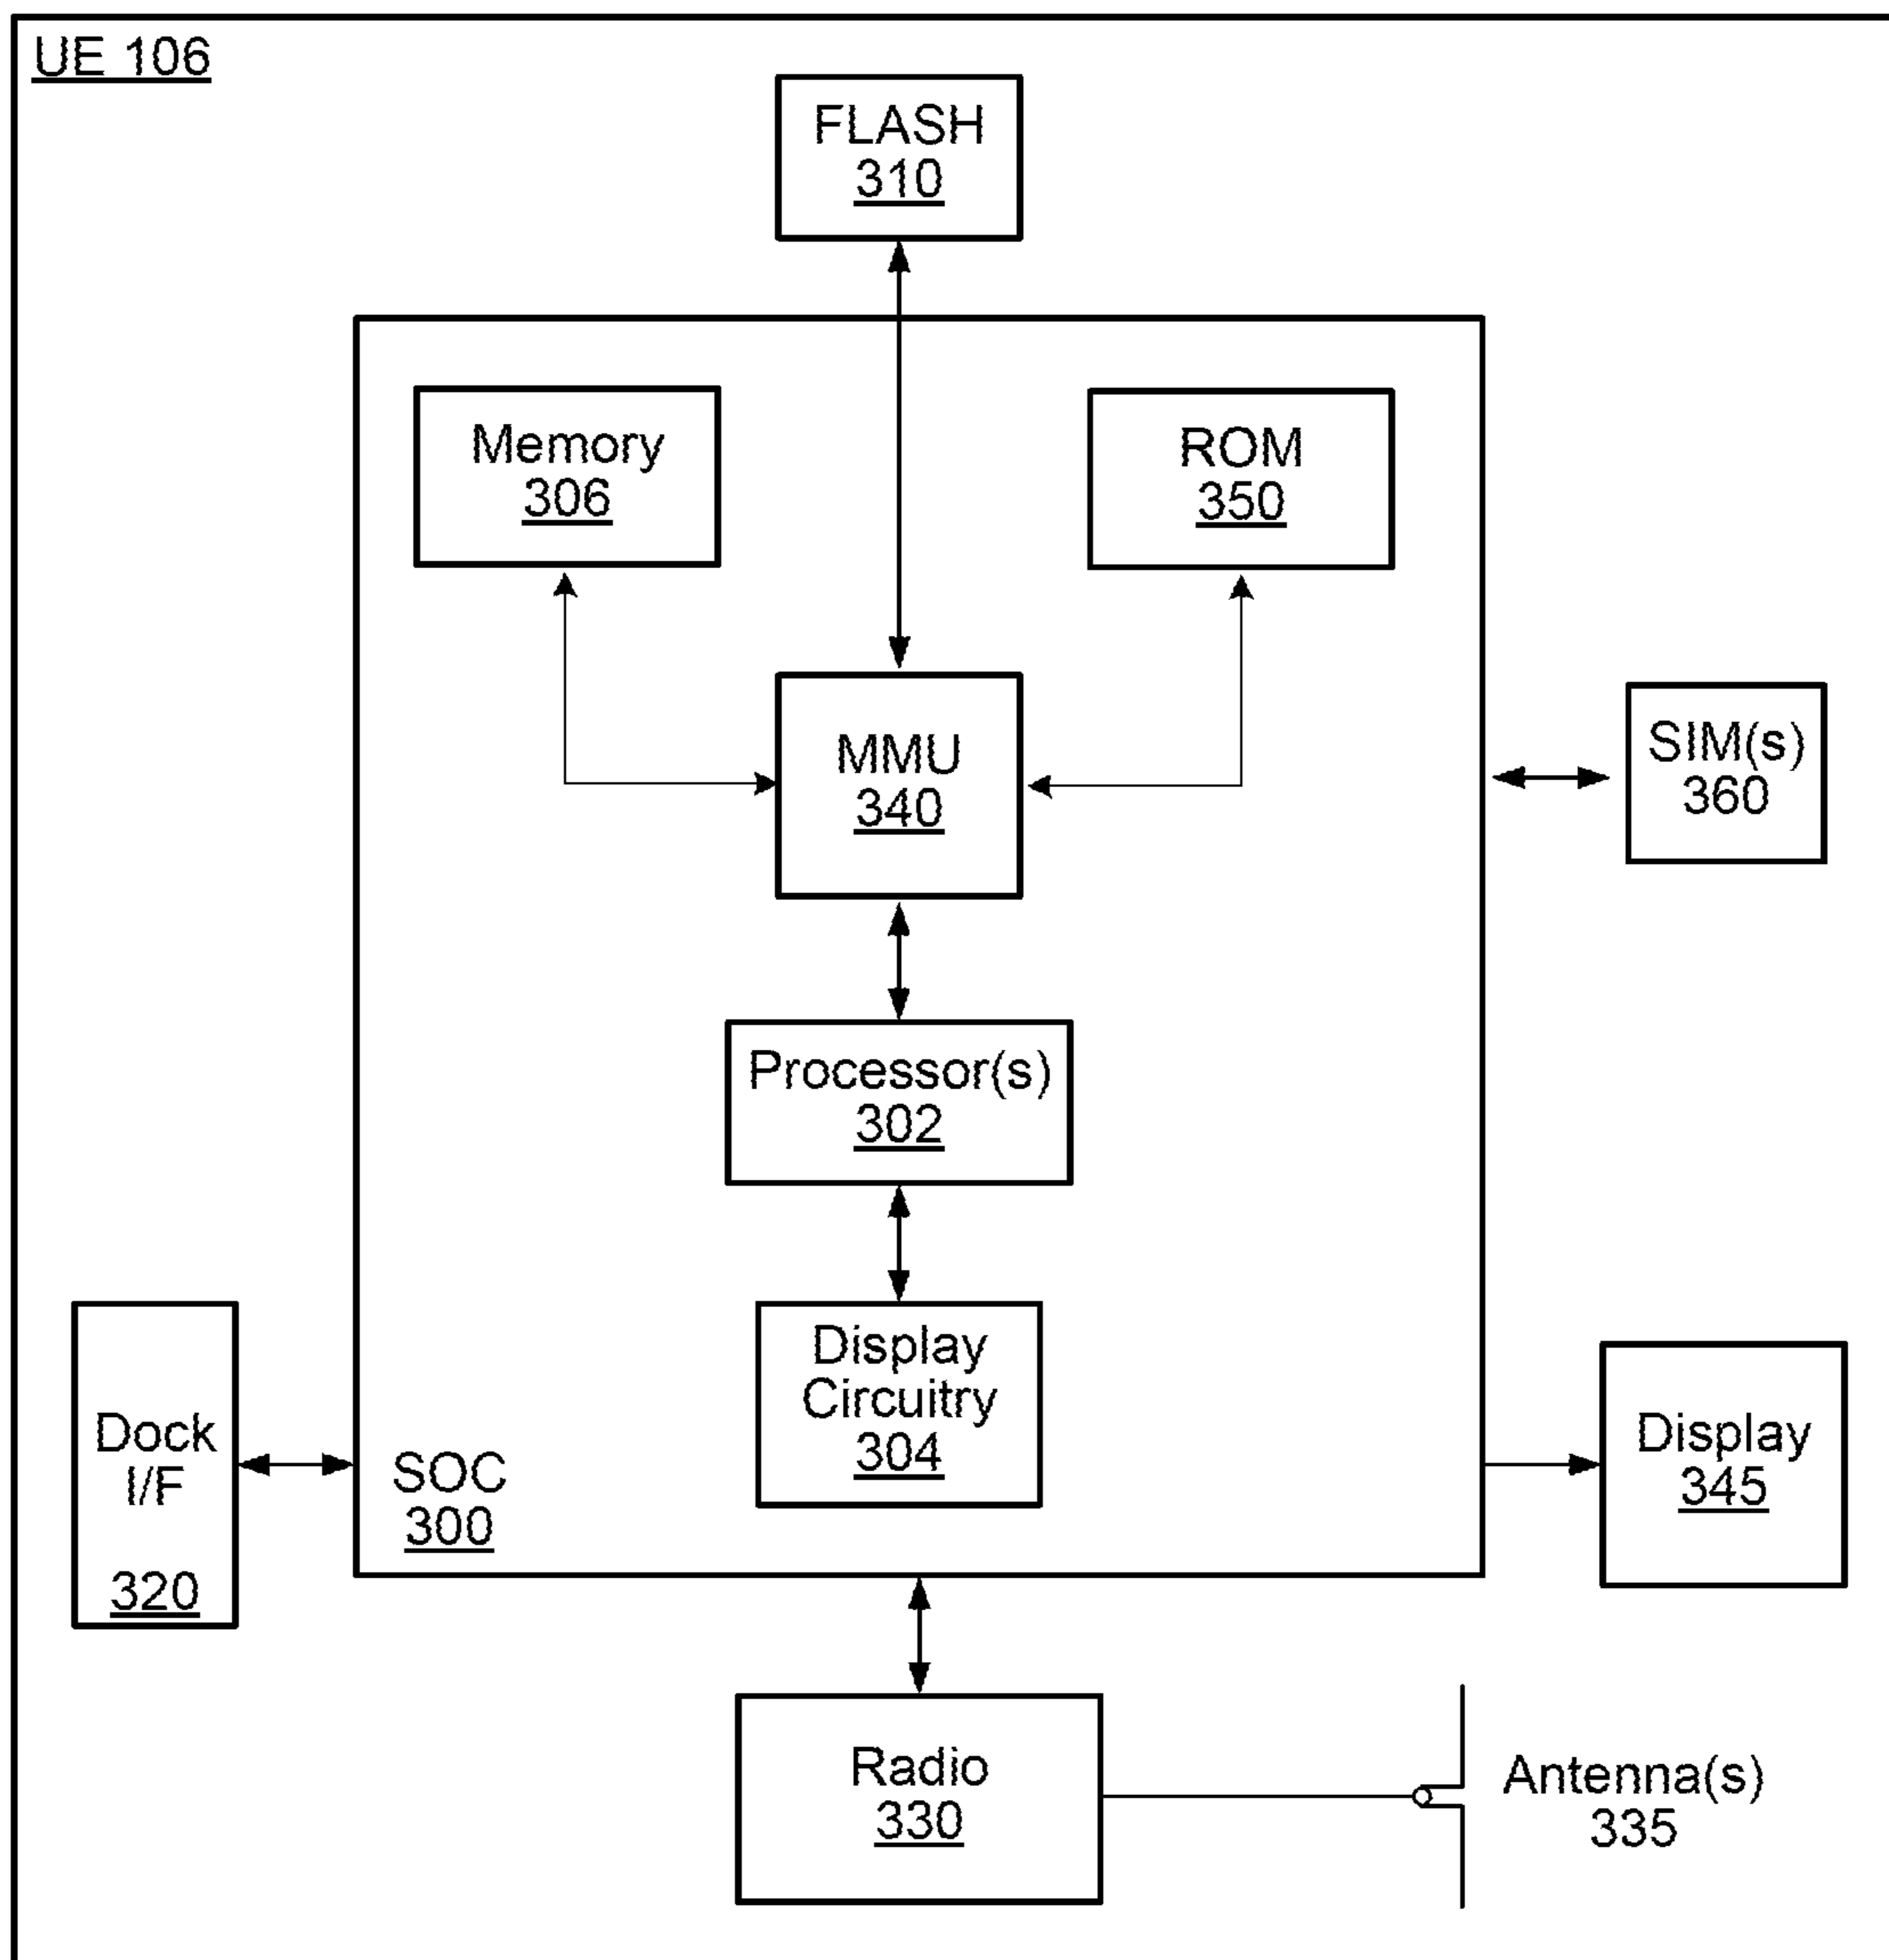 UE 106
FLASH
310
Memory
306
ROM
350
MMU
340
SIM(s)
360
Processor(s)
302
Display
Circuitry
304
Dock
I/F
320
SOC
300
Display
345
Radio
330
Antenna(s)
335